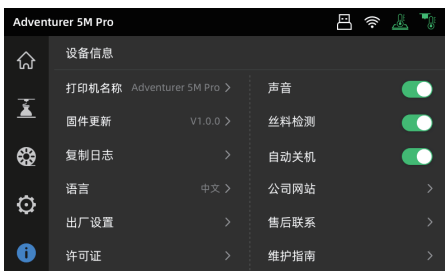 Adventurer 5M Pro
设备信息
打印机名称 Adventurer 5M Pro >
固件更新 V1.0.0 >
复制日志 >
语言 中文 >
出厂设置 >
许可证 >
声音
丝料检测
自动关机
公司网站 >
售后联系 >
维护指南 >